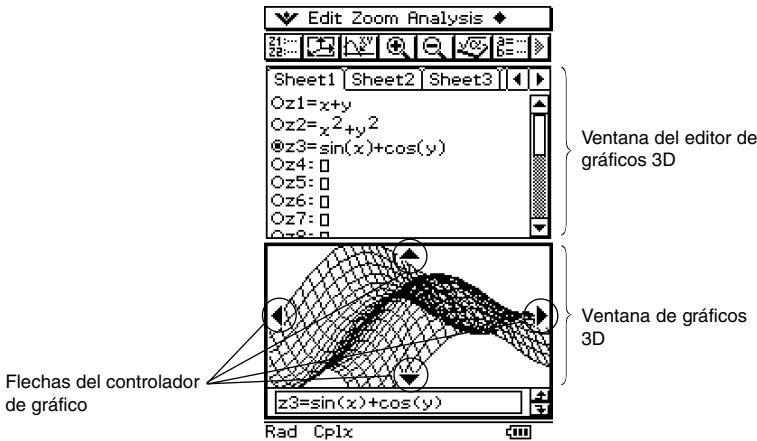 Edit Zoom Analysis
Sheet1 Sheet2 Sheet3
z1=x+y
z2=x²+y²
z3=sin(x)+cos(y)
z4:
z5:
z6:
z7:
z8:
Ventana del editor de
gráficos 3D
Ventana de gráficos
3D
Flechas del controlador
de gráfico
z3=sin(x)+cos(y)
Rad Cplx